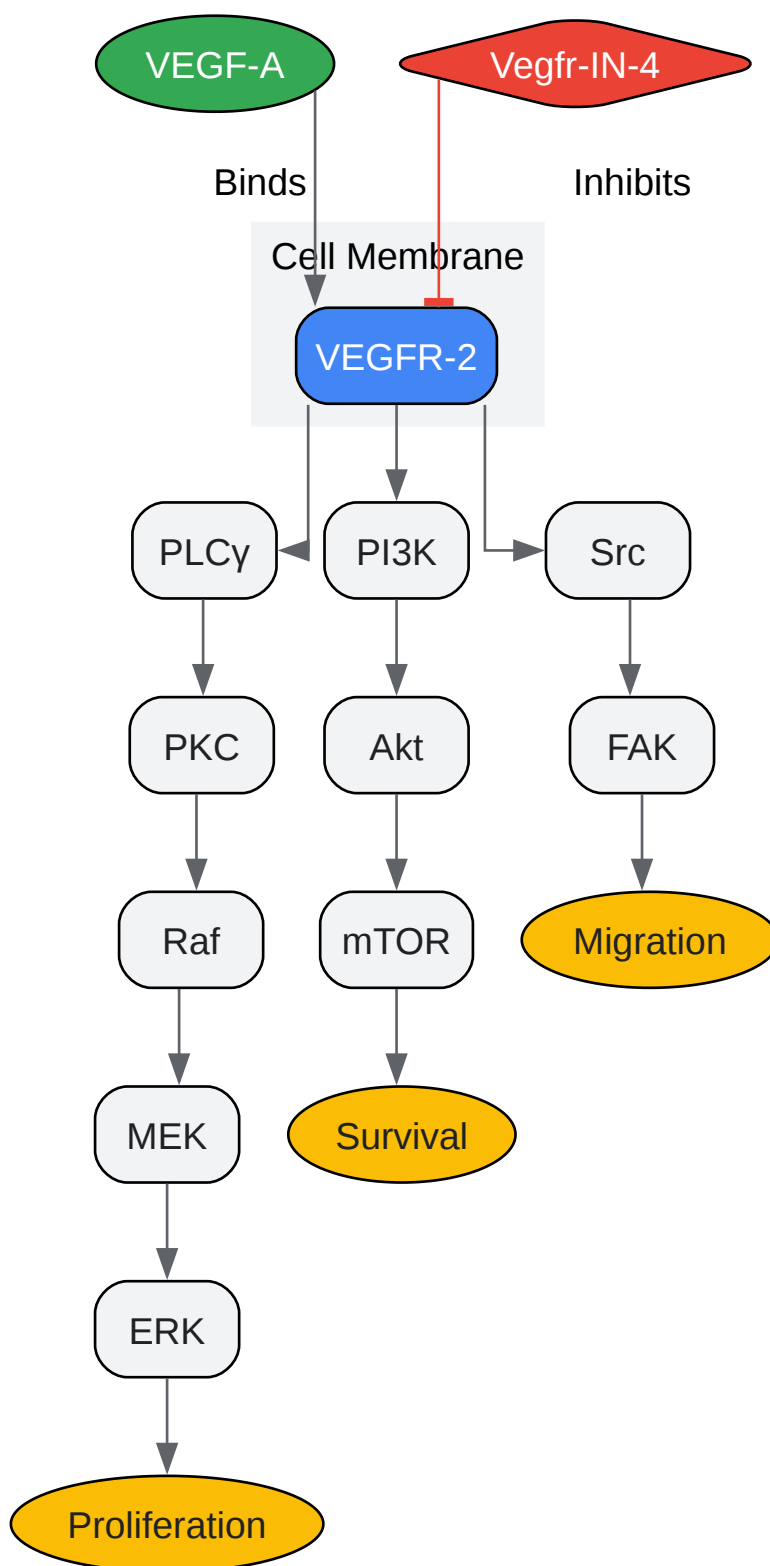 VEGF-A
Vegfr-IN-4
Binds
Inhibits
Cell Membrane
VEGFR-2
PLCγ
PI3K
Src
PKC
Akt
FAK
Raf
mTOR
Migration
MEK
Survival
ERK
Proliferation